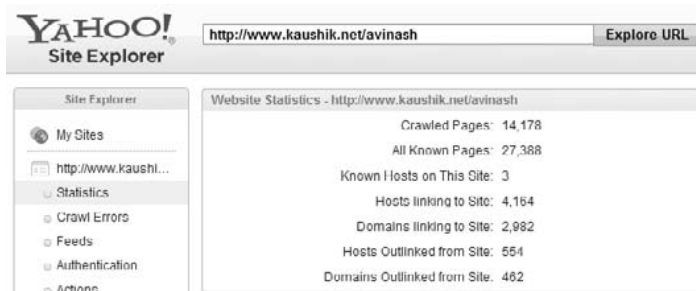 YAHOO!
Site Explorer
http://www.kaushik.net/avinash
Explore URL
Site Explorer
My Sites
http://www.kaushi...
Statistics
Crawl Errors
Feeds
Authentication
Actions
Website Statistics - http://www.kaushik.net/avinash
Crawled Pages: 14,178
All Known Pages: 27,388
Known Hosts on This Site: 3
Hosts linking to Site: 4,164
Domains linking to Site: 2,982
Hosts Outlinked from Site: 554
Domains Outlinked from Site: 462